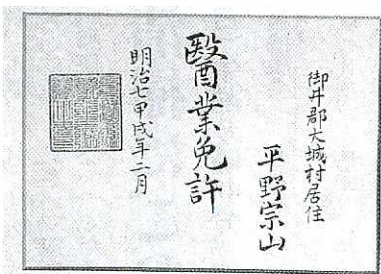 御井郡大城村居住
平野宗山
醫業免許
明治七甲戌年二月